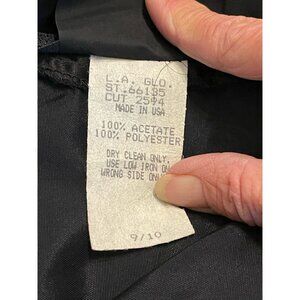 L.A. GLO.
ST.66135
CUT 2594
MADE IN USA
100% ACETATE
100% POLYESTER
DRY CLEAN ONLY.
USE LOW IRON ON
WRONG SIDE ONLY
9/10